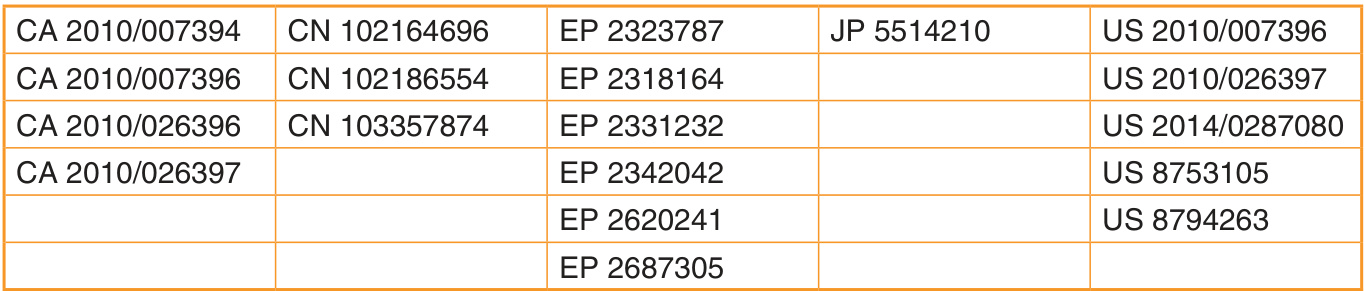 CA 2010/007394 CN 102164696 EP 2323787 JP 5514210 US 2010/007396
CA 2010/007396 CN 102186554 EP 2318164 US 2010/026397
CA 2010/026396 CN 103357874 EP 2331232 US 2014/0287080
CA 2010/026397 EP 2342042 US 8753105
EP 2620241 US 8794263
EP 2687305